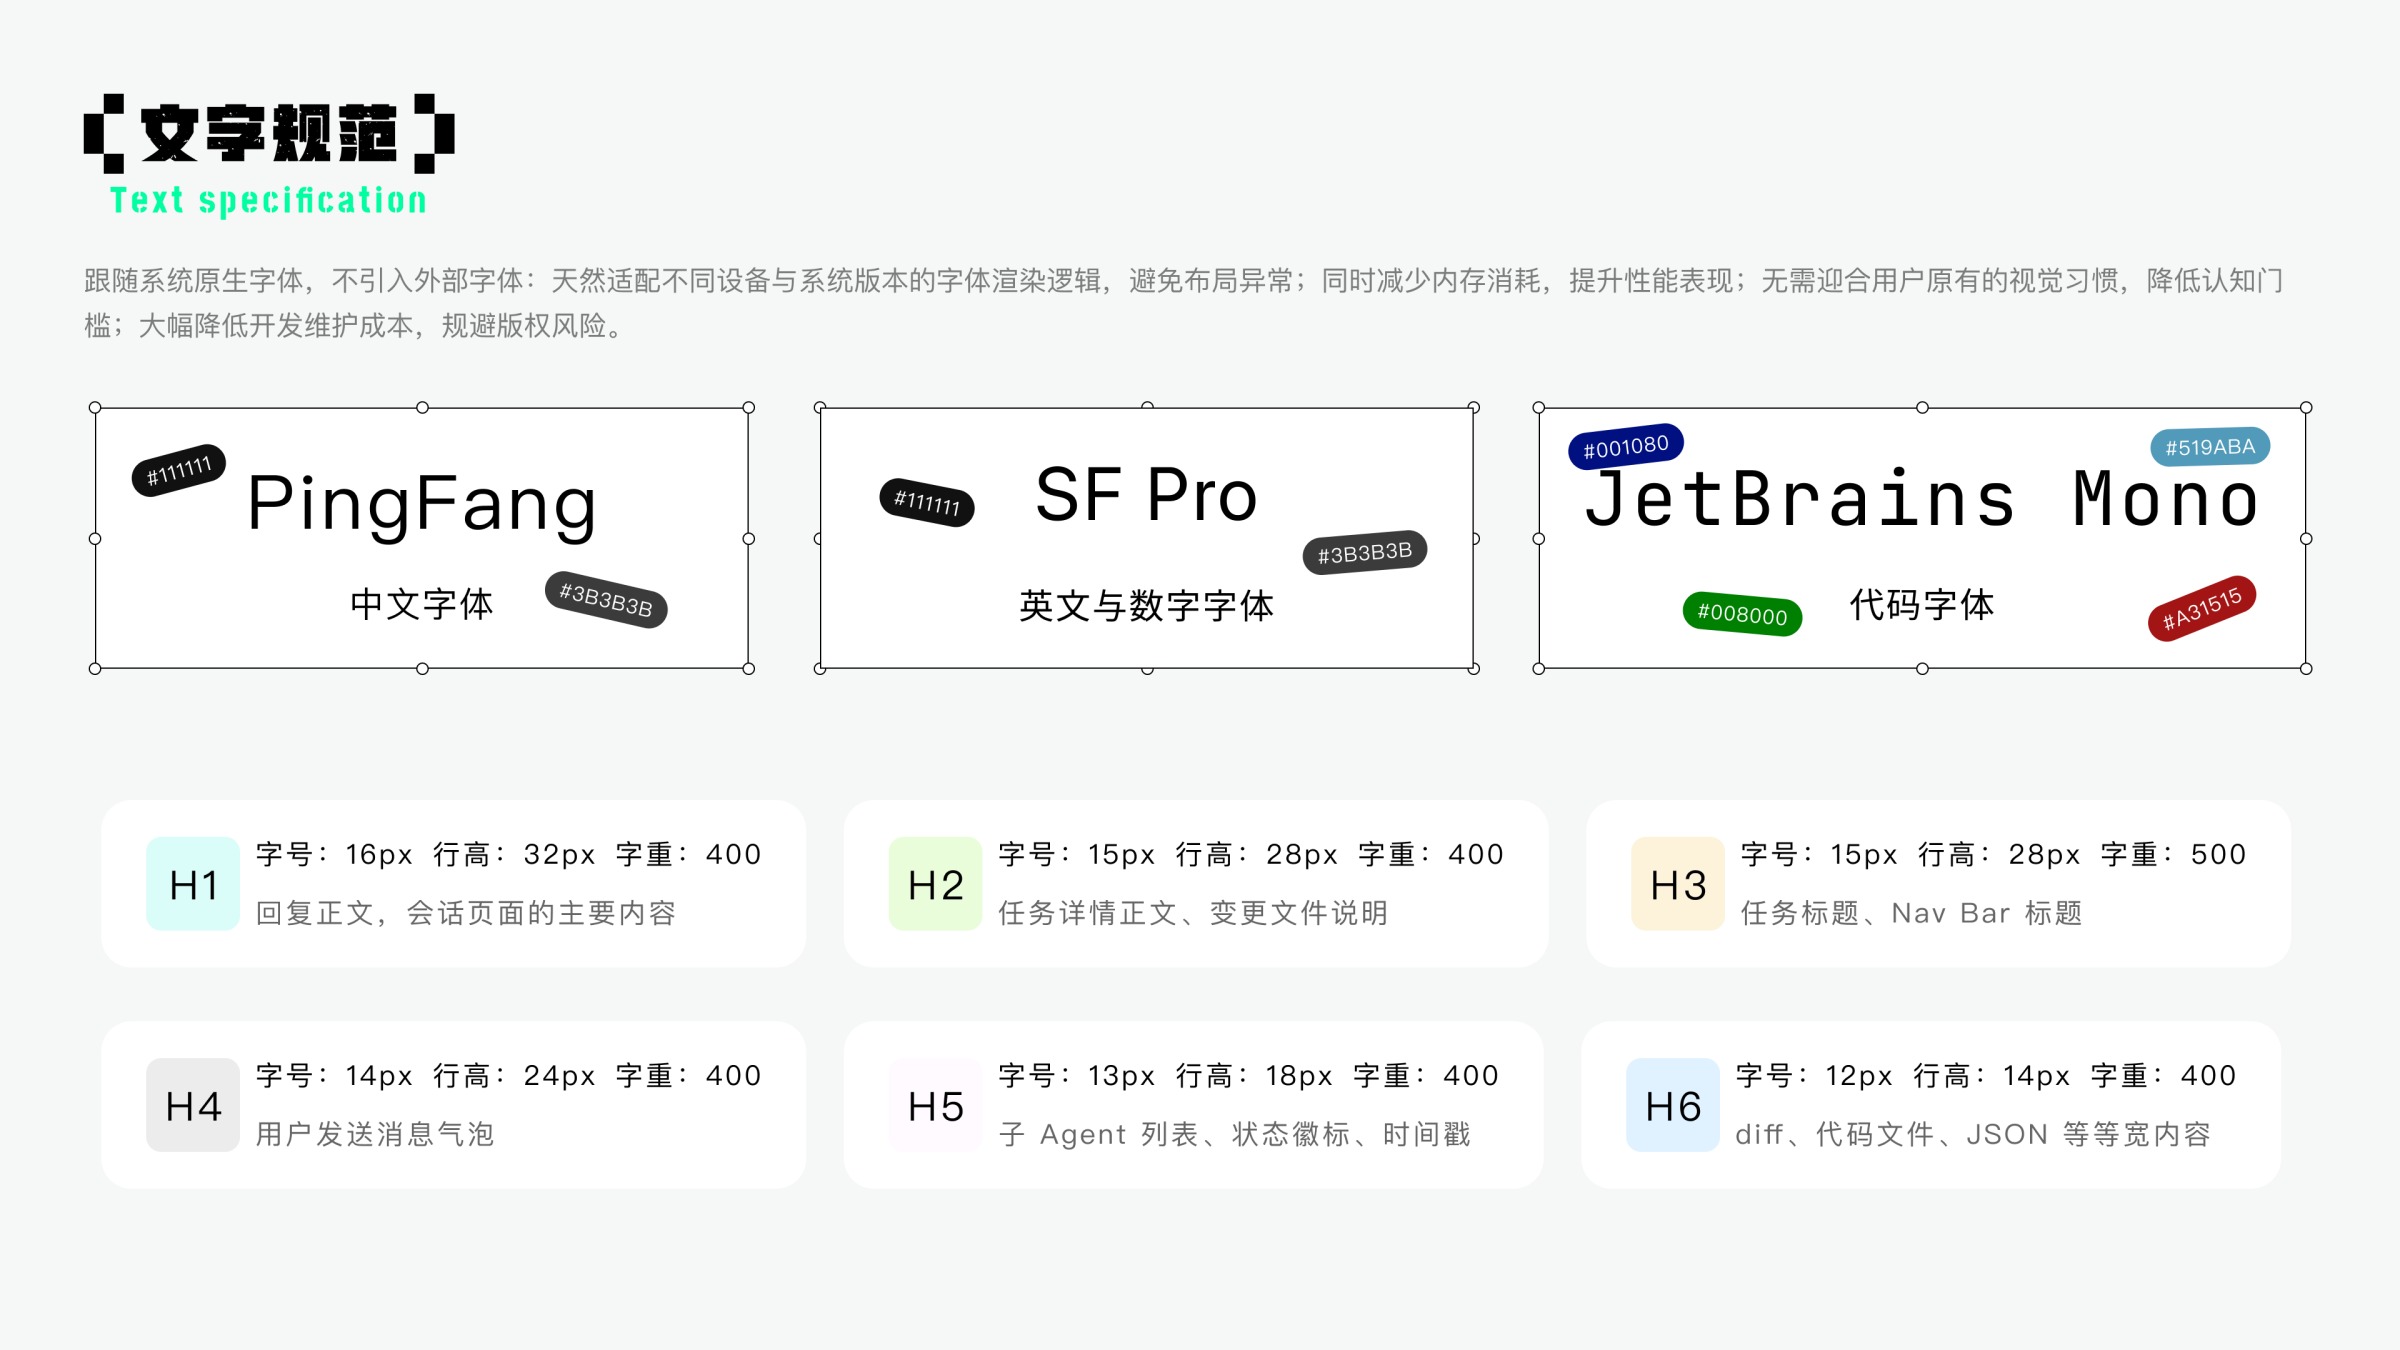 文字规范
Text specification
跟随系统原生字体，不引入外部字体：天然适配不同设备与系统版本的字体渲染逻辑，避免布局异常；同时减少内存消耗，提升性能表现；无需迎合用户原有的视觉习惯，降低认知门
槛；大幅降低开发维护成本，规避版权风险。
#111111
PingFang
#3B3B3B
中文字体
#111111
SF Pro
#3B3B3B
英文与数字字体
#001080
#519ABA
JetBrains Mono
#008000
代码字体
#A31515
H1
字号：16px 行高：32px 字重：400
回复正文，会话页面的主要内容
H2
字号：15px 行高：28px 字重：400
任务详情正文、变更文件说明
H3
字号：15px 行高：28px 字重：500
任务标题、Nav Bar 标题
H4
字号：14px 行高：24px 字重：400
用户发送消息气泡
H5
字号：13px 行高：18px 字重：400
子 Agent 列表、状态徽标、时间戳
H6
字号：12px 行高：14px 字重：400
diff、代码文件、JSON 等等宽内容